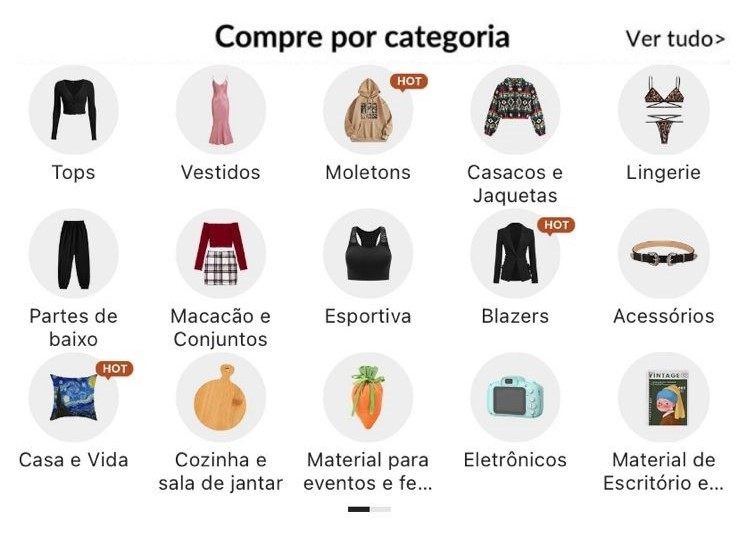 Compre por categoria
Ver tudo>
HOT
Tops
Vestidos
Moletons
Casacos e
Jaquetas
Lingerie
HOT
Partes de
baixo
Macacão e
Conjuntos
Esportiva
Blazers
Acessórios
HOT
VINTAGE
Casa e Vida
Cozinha e
sala de jantar
Material para
eventos e fe...
Eletrônicos
Material de
Escritório e...